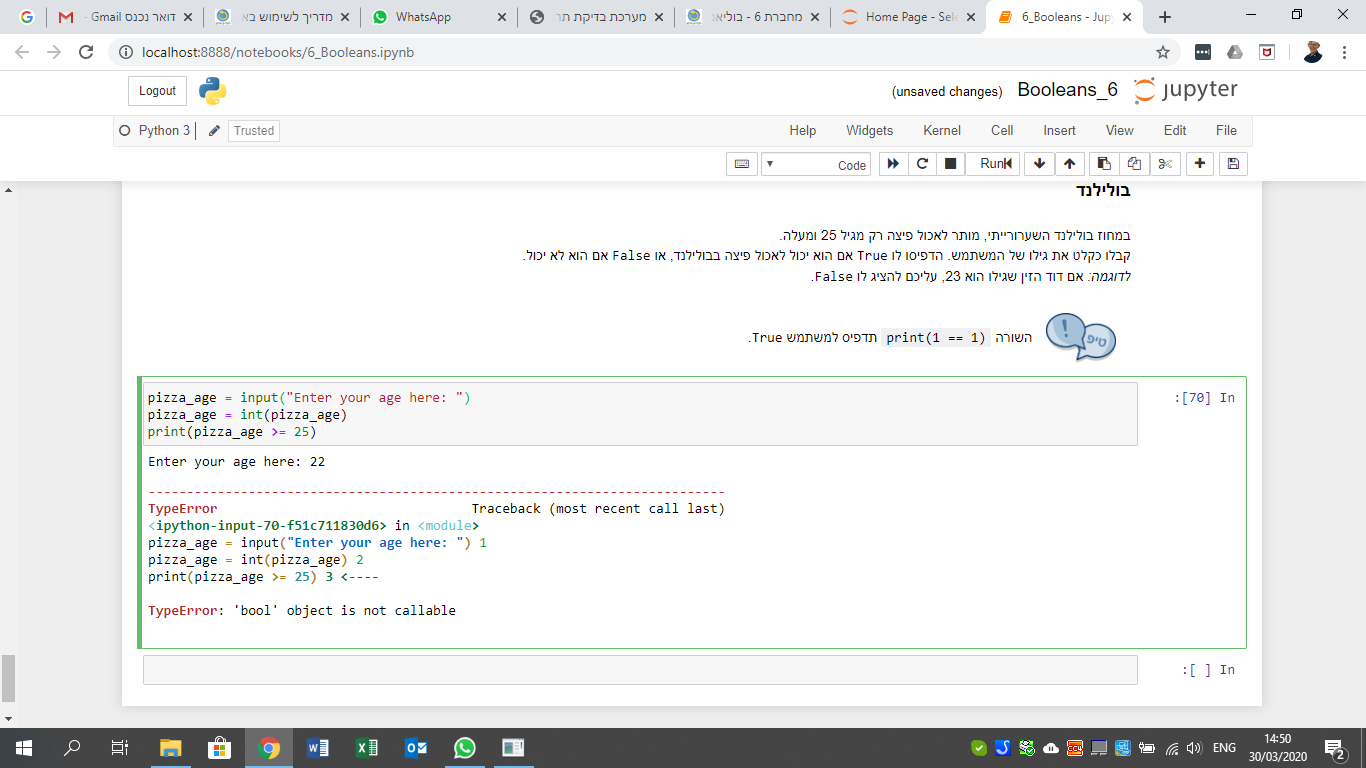 דואר נכנס - Gmail
מדריך לשימוש בא
WhatsApp
מערכת בדיקת תר
מחברת 6 - בוליאנ
Home Page - Sele
6_Booleans - Jup
localhost:8888/notebooks/6_Booleans.ipynb
Logout
(unsaved changes) Booleans_6 jupyter
Python 3 Trusted Help Widgets Kernel Cell Insert View Edit File
Code Run
בולילנד
במחוז בולילנד השערורייתי, מותר לאכול פיצה רק מגיל 25 ומעלה.
קבלו כקלט את גילו של המשתמש. הדפיסו לו True אם הוא יכול לאכול פיצה בבולילנד, או False אם הוא לא יכול.
לדוגמה: אם דוד הזין שגילו הוא 23, עליכם להציג לו False.
טיפ !
השורה print(1 == 1) תדפיס למשתמש True.
:[70] In
pizza_age = input("Enter your age here: ")
pizza_age = int(pizza_age)
print(pizza_age >= 25)
Enter your age here: 22
---------------------------------------------------------------------------
TypeError Traceback (most recent call last)
<ipython-input-70-f51c711830d6> in <module>
pizza_age = input("Enter your age here: ") 1
pizza_age = int(pizza_age) 2
print(pizza_age >= 25) 3 <----
TypeError: 'bool' object is not callable
:[ ] In
ENG
14:50
30/03/2020
2